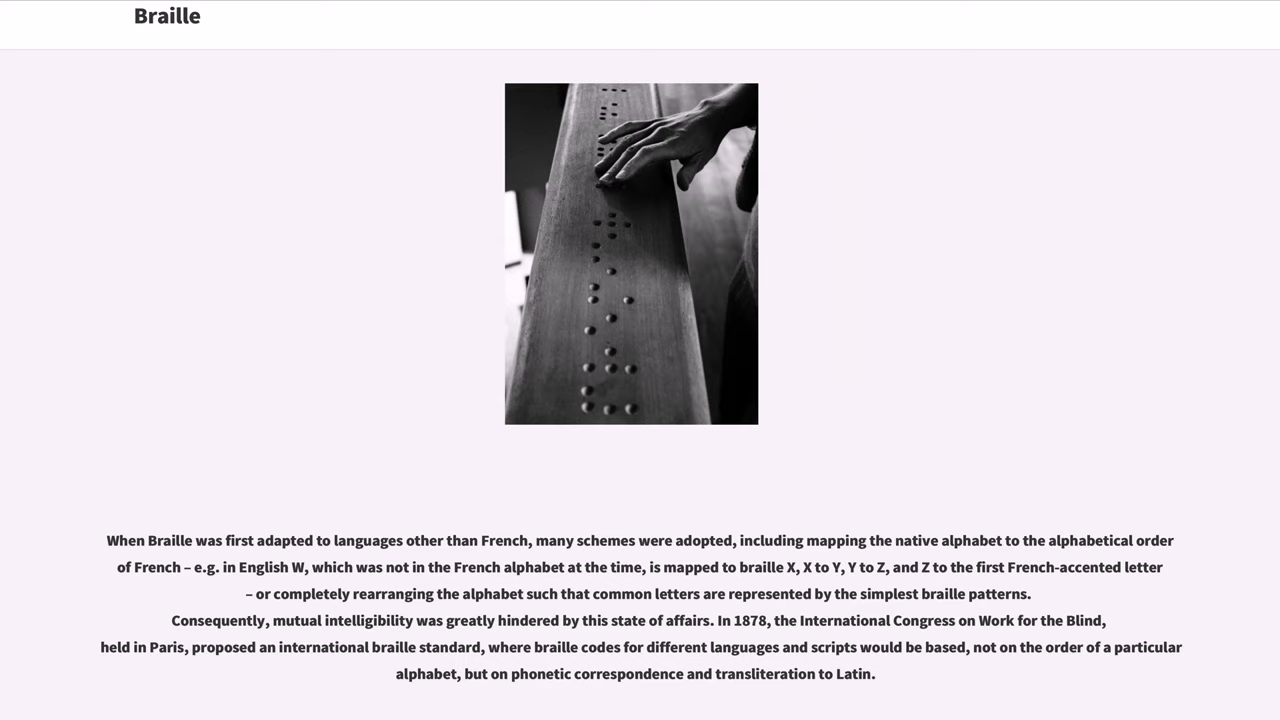 Braille
When Braille was first adapted to languages other than French, many schemes were adopted, including mapping the native alphabet to the alphabetical order
of French – e.g. in English W, which was not in the French alphabet at the time, is mapped to braille X, X to Y, Y to Z, and Z to the first French-accented letter
– or completely rearranging the alphabet such that common letters are represented by the simplest braille patterns.
Consequently, mutual intelligibility was greatly hindered by this state of affairs. In 1878, the International Congress on Work for the Blind,
held in Paris, proposed an international braille standard, where braille codes for different languages and scripts would be based, not on the order of a particular
alphabet, but on phonetic correspondence and transliteration to Latin.